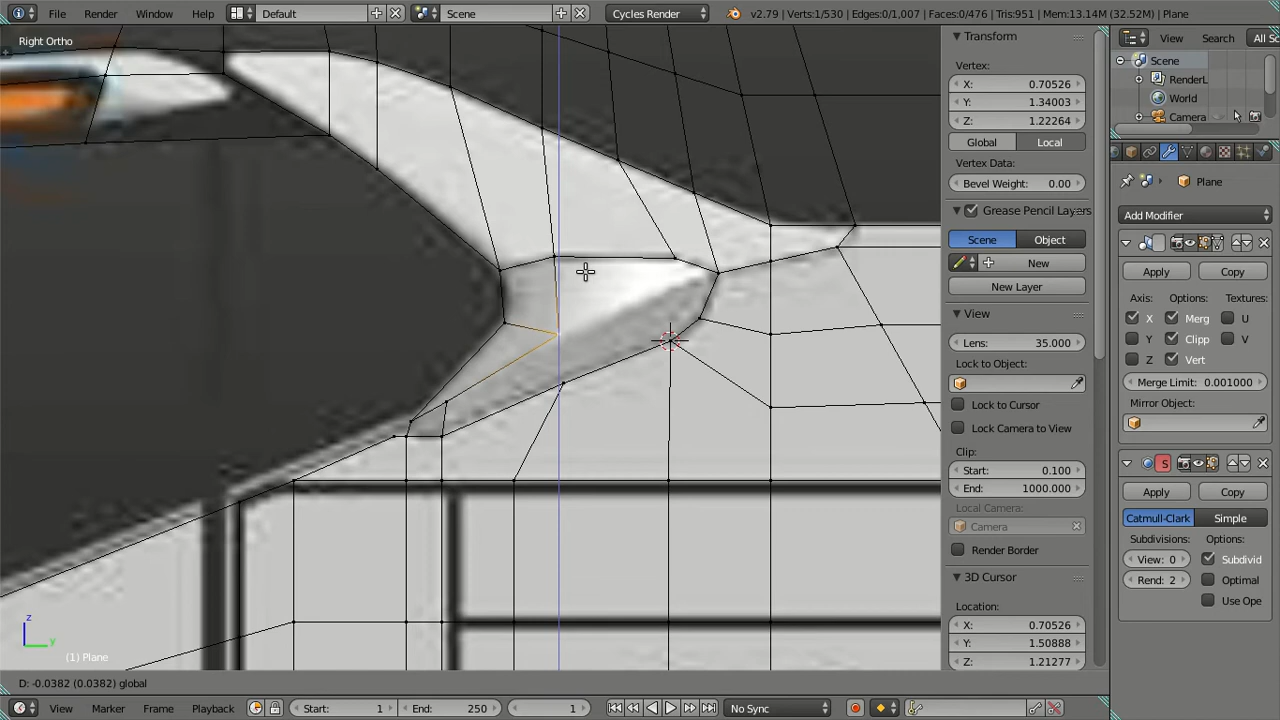 File Render Window Help Default Scene Cycles Render v2.79 | Verts:1/530 | Edges:0/1,007 | Faces:0/476 | Tris:951 | Mem:13.14M (32.52M) | Plane
Right Ortho
Transform
Vertex:
X: 0.70526
Y: 1.34003
Z: 1.22264
Global Local
Vertex Data:
Bevel Weight: 0.00
Grease Pencil Layers
Scene Object
New
New Layer
View
Lens: 35.000
Lock to Object:
Lock to Cursor
Lock Camera to View
Clip:
Start: 0.100
End: 1000.000
Local Camera:
Camera
Render Border
3D Cursor
Location:
X: 0.70526
Y: 1.50888
Z: 1.21277
View Search All Sc
Scene
RenderL
World
Camera
Plane
Add Modifier
Apply Copy
Axis: Options: Textures:
X Merg U
Y Clipp V
Z Vert
Merge Limit: 0.001000
Mirror Object:
S
Apply Copy
Catmull-Clark Simple
Subdivisions: Options:
View: 0 Subdivid
Rend: 2 Optimal
Use Ope
z
y
(1) Plane
D: -0.0382 (0.0382) global
View Marker Frame Playback Start: 1 End: 250 1 No Sync